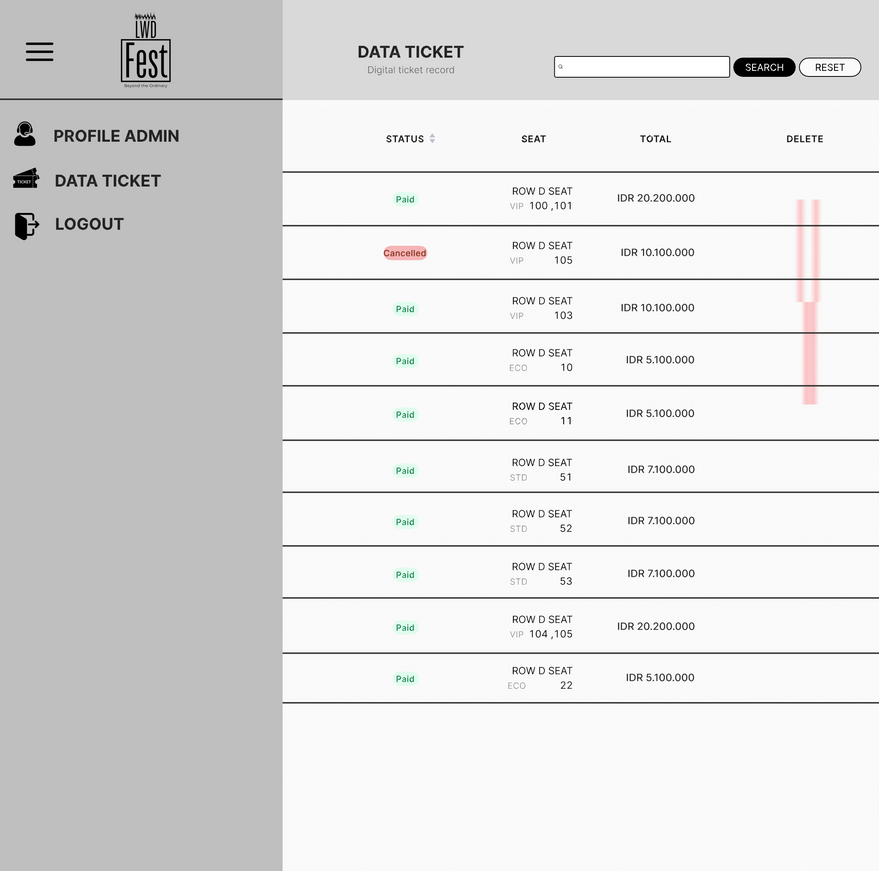 LWD
Fest
Beyond the Ordinary
DATA TICKET
Digital ticket record
SEARCH
RESET
PROFILE ADMIN
TICKET
DATA TICKET
LOGOUT
STATUS SEAT TOTAL DELETE
Paid ROW D SEAT IDR 20.200.000
VIP 100 ,101
Cancelled ROW D SEAT IDR 10.100.000
VIP 105
Paid ROW D SEAT IDR 10.100.000
VIP 103
Paid ROW D SEAT IDR 5.100.000
ECO 10
Paid ROW D SEAT IDR 5.100.000
ECO 11
Paid ROW D SEAT IDR 7.100.000
STD 51
Paid ROW D SEAT IDR 7.100.000
STD 52
Paid ROW D SEAT IDR 7.100.000
STD 53
Paid ROW D SEAT IDR 20.200.000
VIP 104 ,105
Paid ROW D SEAT IDR 5.100.000
ECO 22